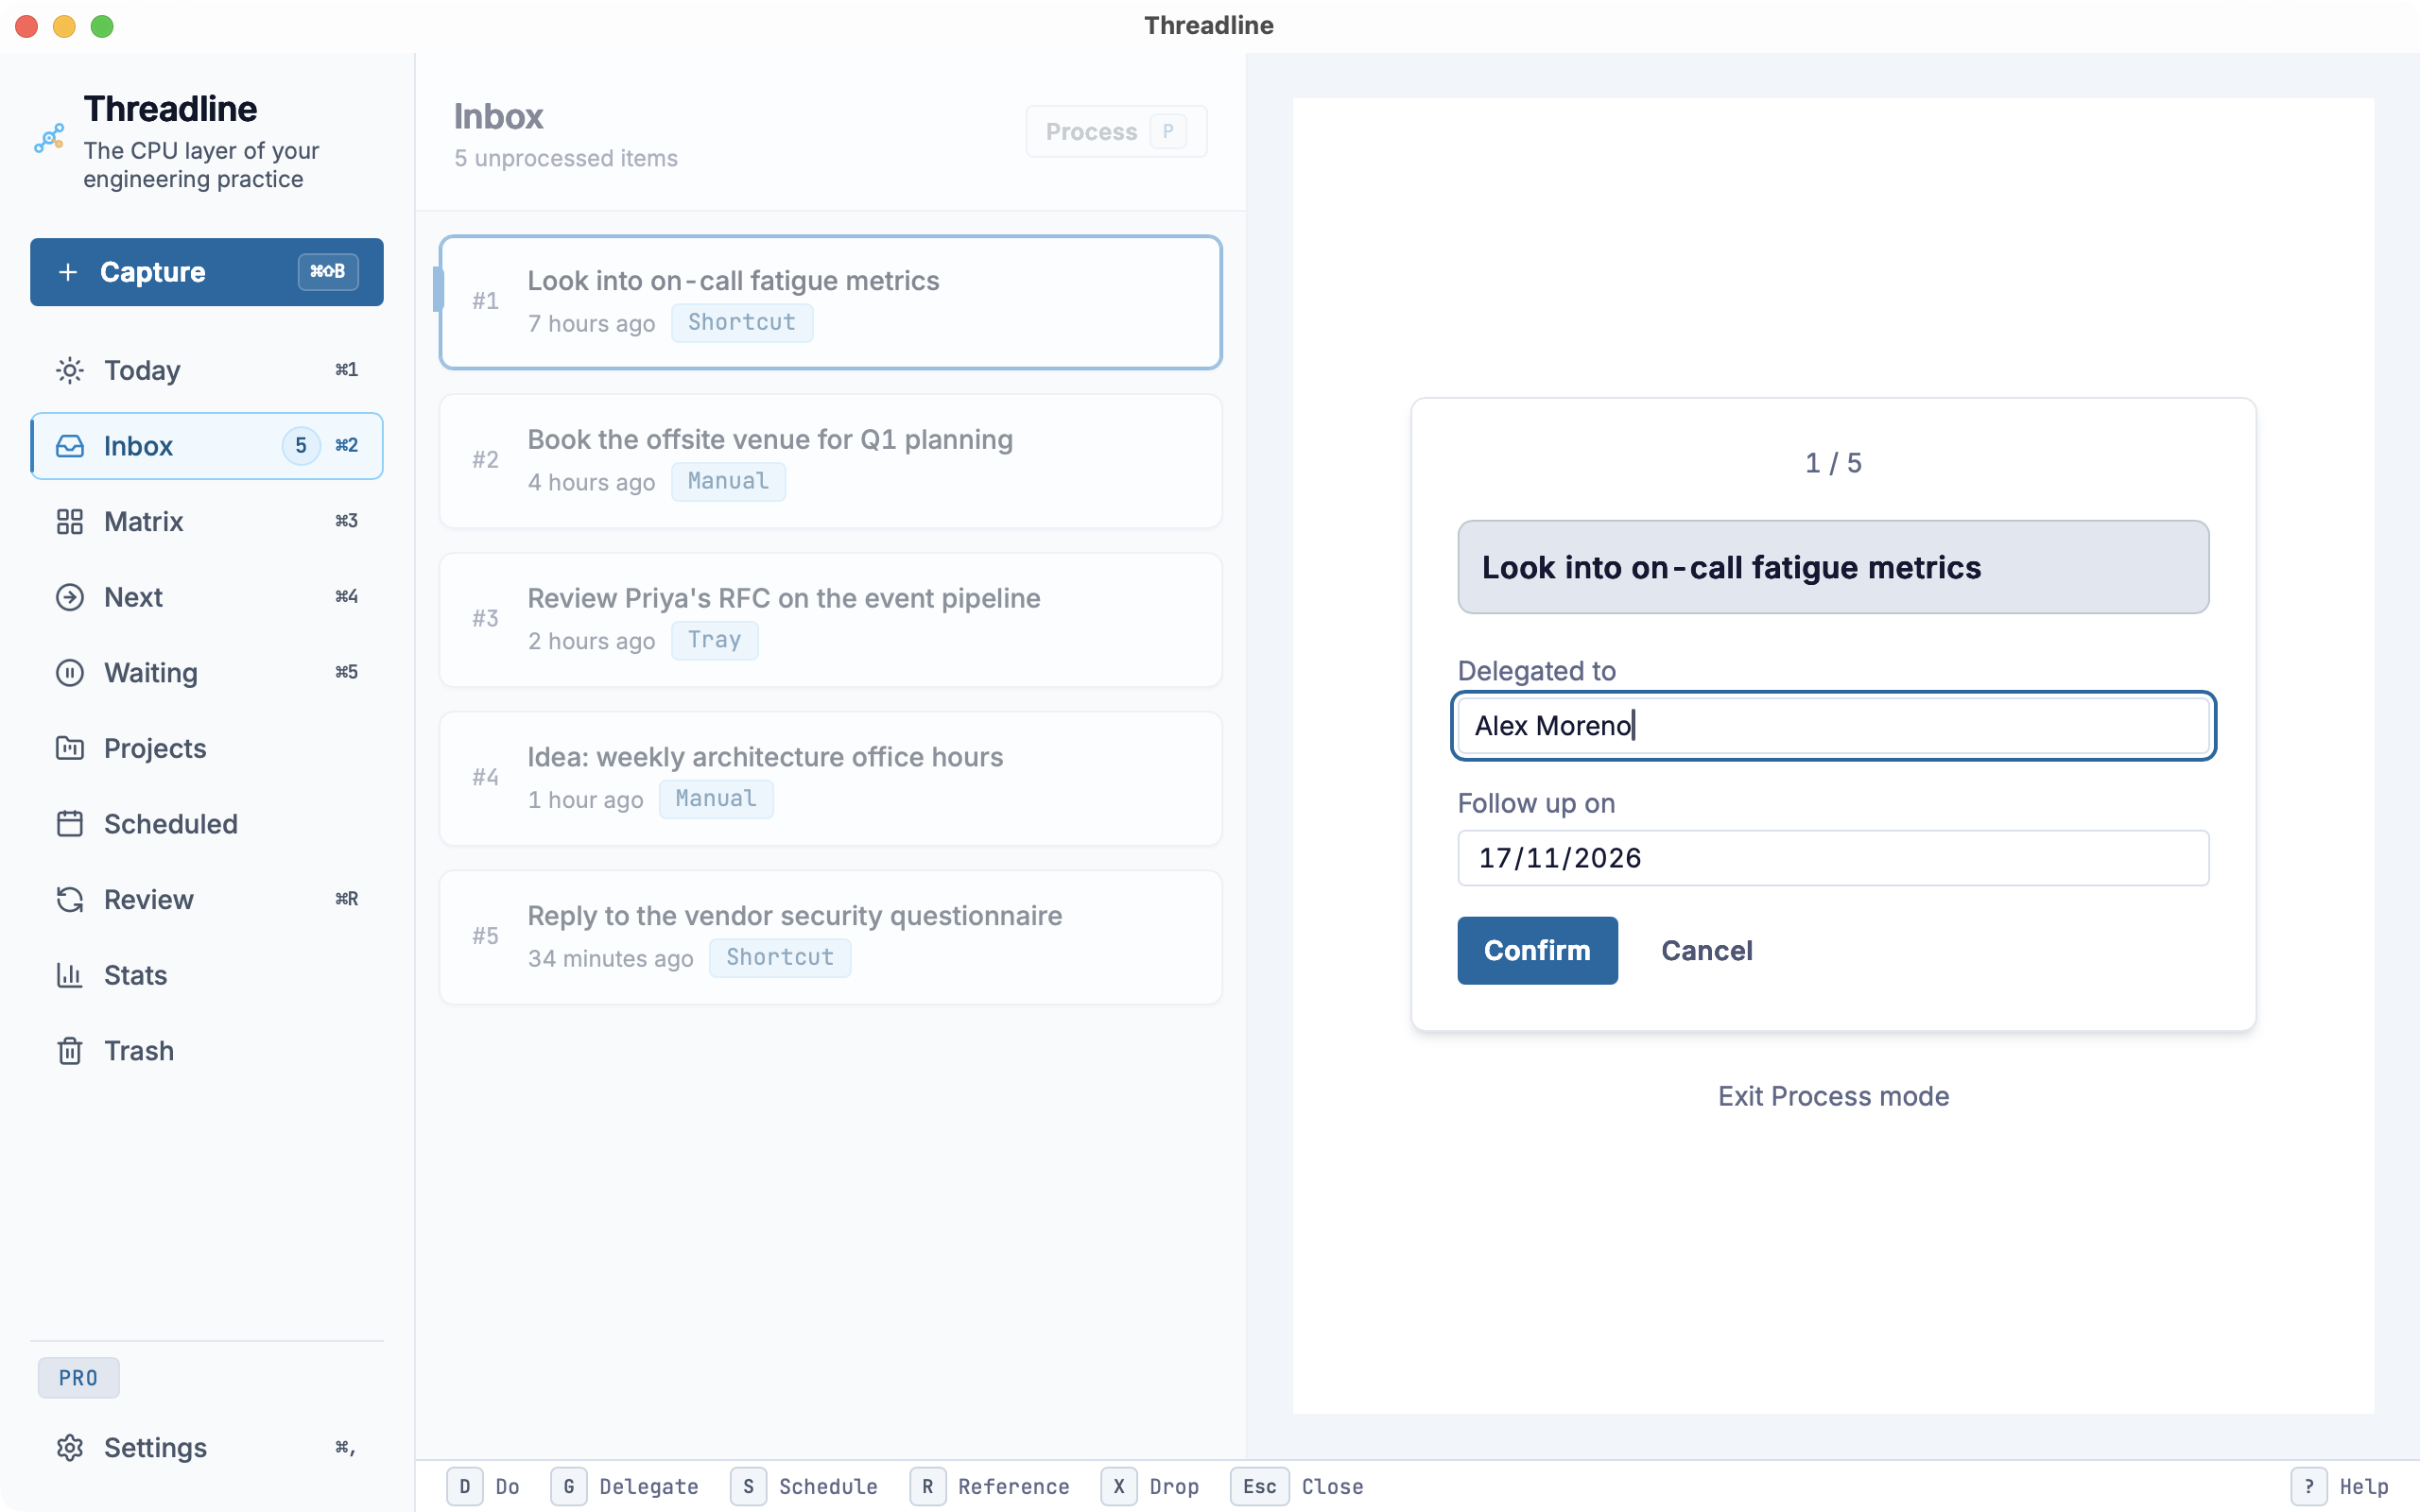 Threadline
Threadline
The CPU layer of your
engineering practice
+ Capture ⌘⇧B
Today ⌘1
Inbox 5 ⌘2
Matrix ⌘3
Next ⌘4
Waiting ⌘5
Projects
Scheduled
Review ⌘R
Stats
Trash
PRO
Settings ⌘,
Inbox
5 unprocessed items
Process P
#1 Look into on-call fatigue metrics
7 hours ago Shortcut
#2 Book the offsite venue for Q1 planning
4 hours ago Manual
#3 Review Priya's RFC on the event pipeline
2 hours ago Tray
#4 Idea: weekly architecture office hours
1 hour ago Manual
#5 Reply to the vendor security questionnaire
34 minutes ago Shortcut
1 / 5
Look into on-call fatigue metrics
Delegated to
Alex Moreno
Follow up on
17/11/2026
Confirm Cancel
Exit Process mode
D Do G Delegate S Schedule R Reference X Drop Esc Close ? Help